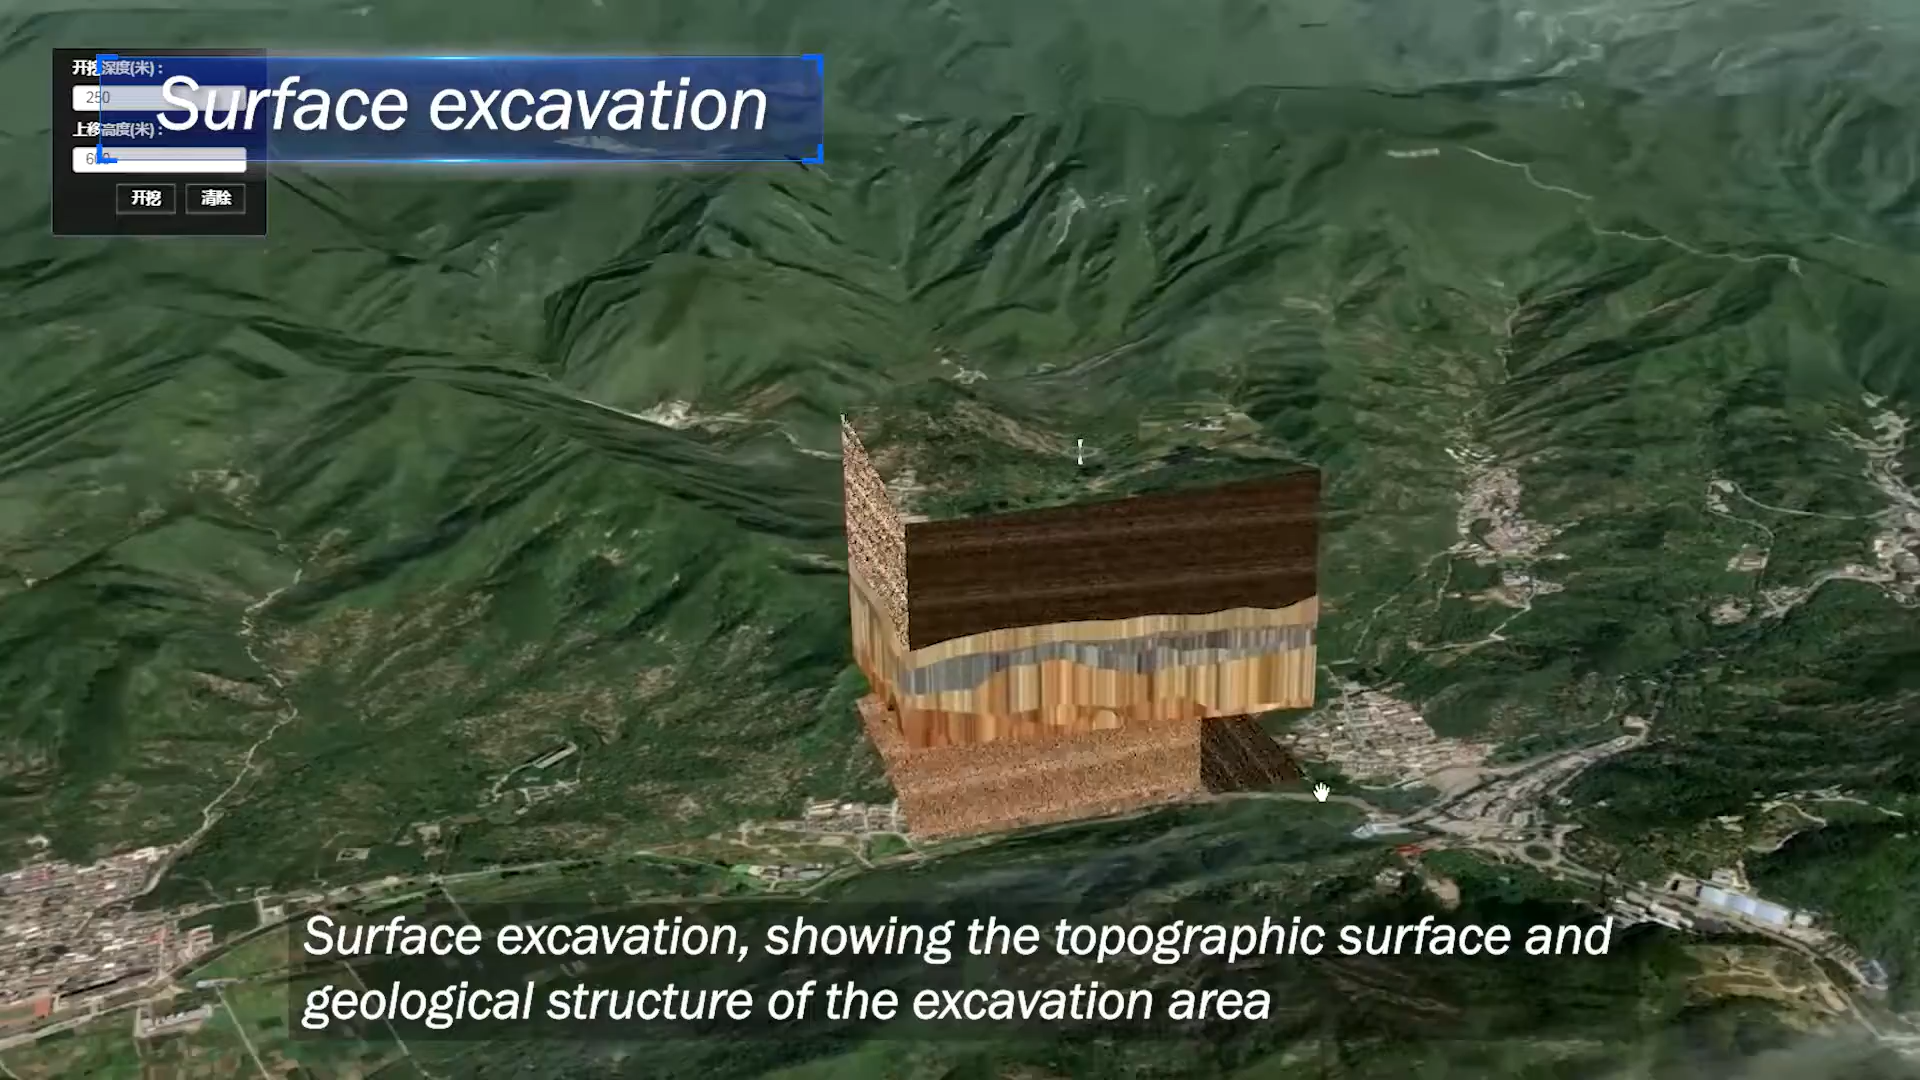 开挖深度(米) :
Surface excavation
250
上移高度(米) :
600
开挖
清除
Surface excavation, showing the topographic surface and
geological structure of the excavation area